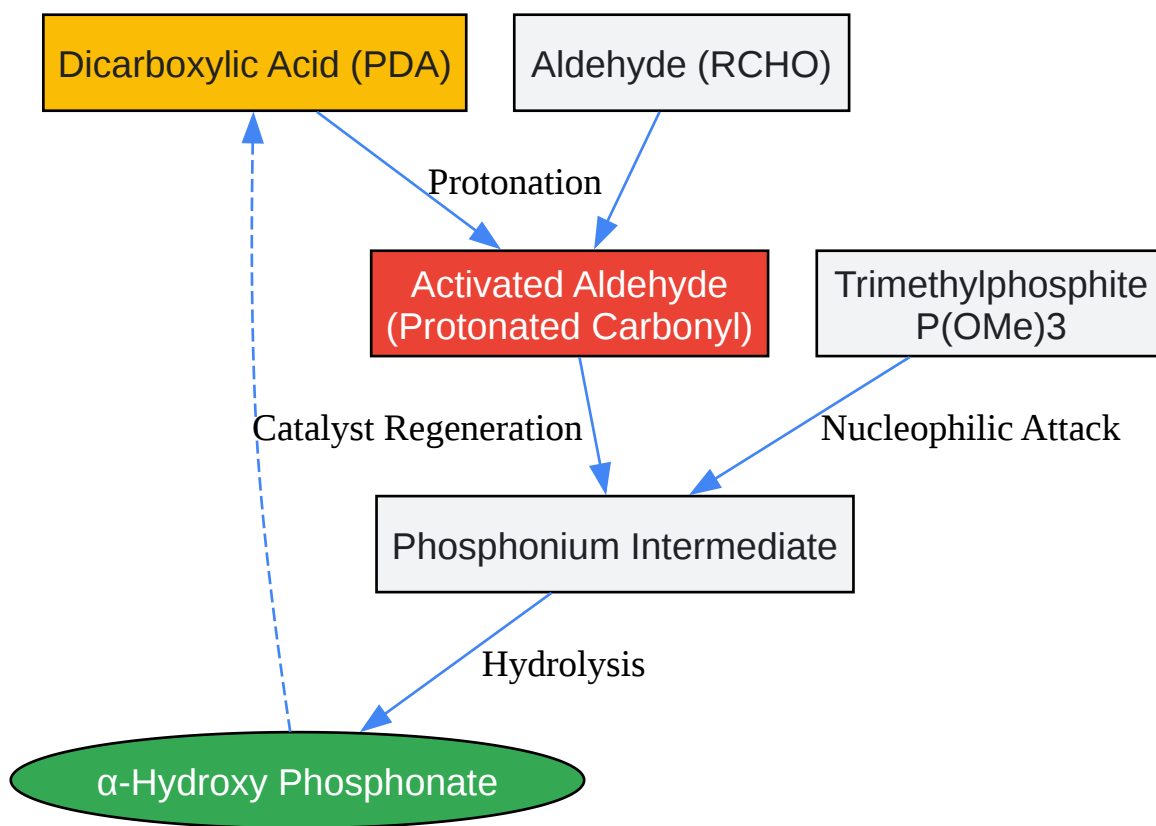 Dicarboxylic Acid (PDA)
Aldehyde (RCHO)
Protonation
Activated Aldehyde
(Protonated Carbonyl)
Trimethylphosphite
P(OMe)3
Catalyst Regeneration
Nucleophilic Attack
Phosphonium Intermediate
Hydrolysis
α-Hydroxy Phosphonate